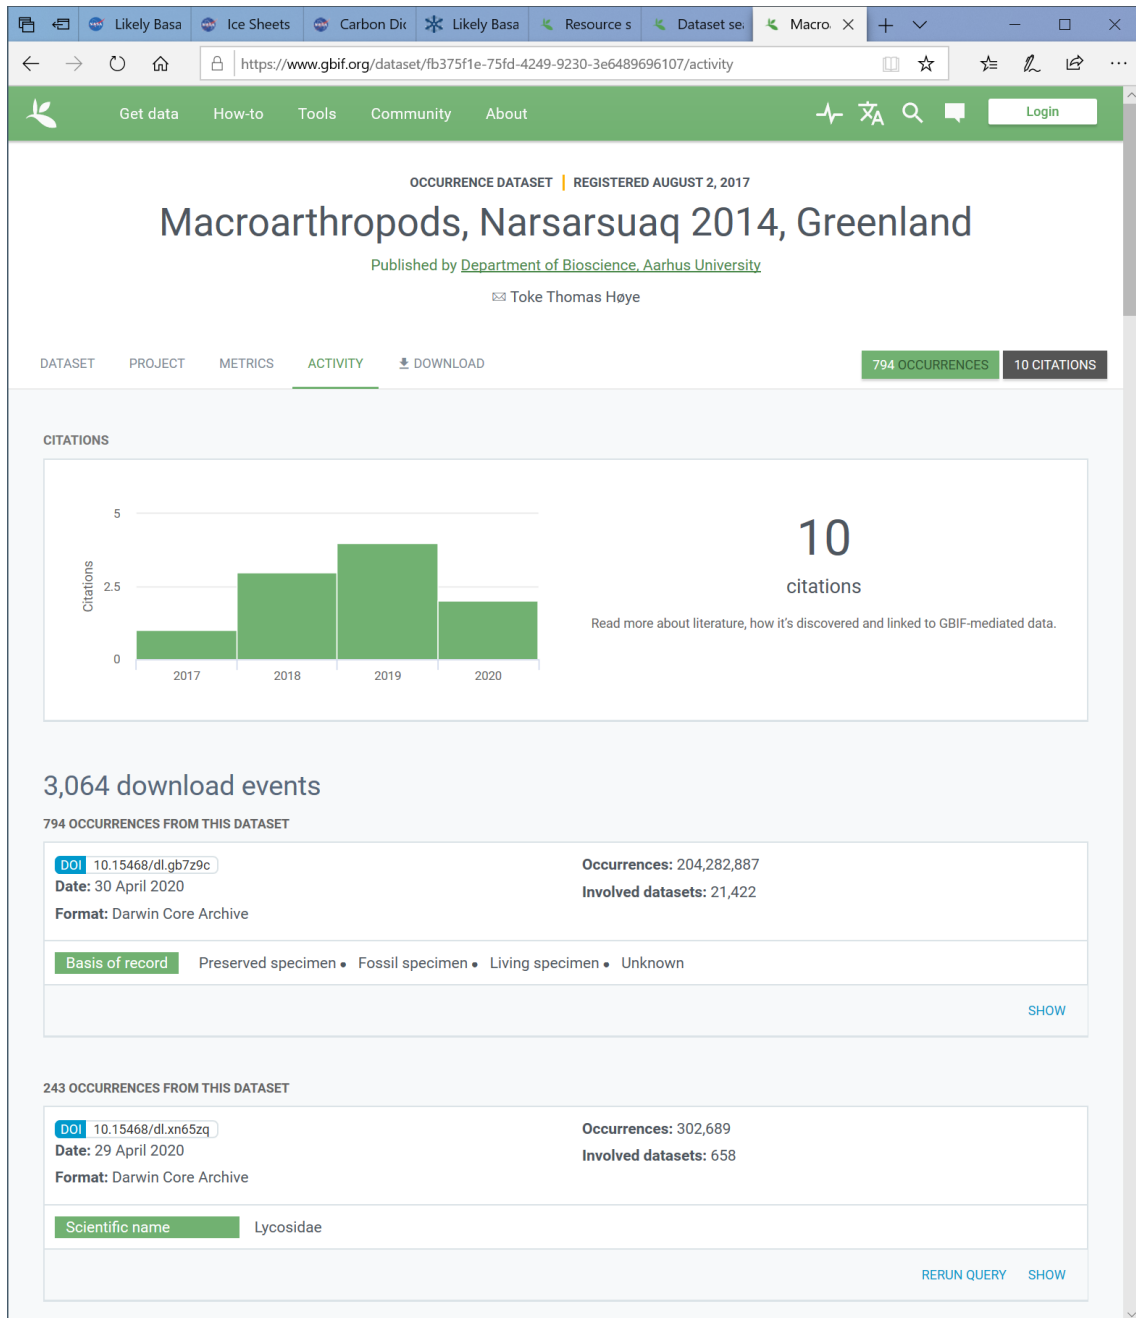 Likely Basa Ice Sheets Carbon Dic Likely Basa Resource s Dataset se Macro
https://www.gbif.org/dataset/fb375f1e-75fd-4249-9230-3e6489696107/activity
Get data How-to Tools Community About Login
OCCURRENCE DATASET | REGISTERED AUGUST 2, 2017
Macroarthropods, Narsarsuaq 2014, Greenland
Published by Department of Bioscience, Aarhus University
Toke Thomas Høye
DATASET PROJECT METRICS ACTIVITY DOWNLOAD 794 OCCURRENCES 10 CITATIONS
CITATIONS
5
2.5
0
Citations
2017 2018 2019 2020
10
citations
Read more about literature, how it's discovered and linked to GBIF-mediated data.
3,064 download events
794 OCCURRENCES FROM THIS DATASET
DOI 10.15468/dl.gb7z9c Occurrences: 204,282,887
Date: 30 April 2020 Involved datasets: 21,422
Format: Darwin Core Archive
Basis of record Preserved specimen • Fossil specimen • Living specimen • Unknown
SHOW
243 OCCURRENCES FROM THIS DATASET
DOI 10.15468/dl.xn65zq Occurrences: 302,689
Date: 29 April 2020 Involved datasets: 658
Format: Darwin Core Archive
Scientific name Lycosidae
RERUN QUERY SHOW